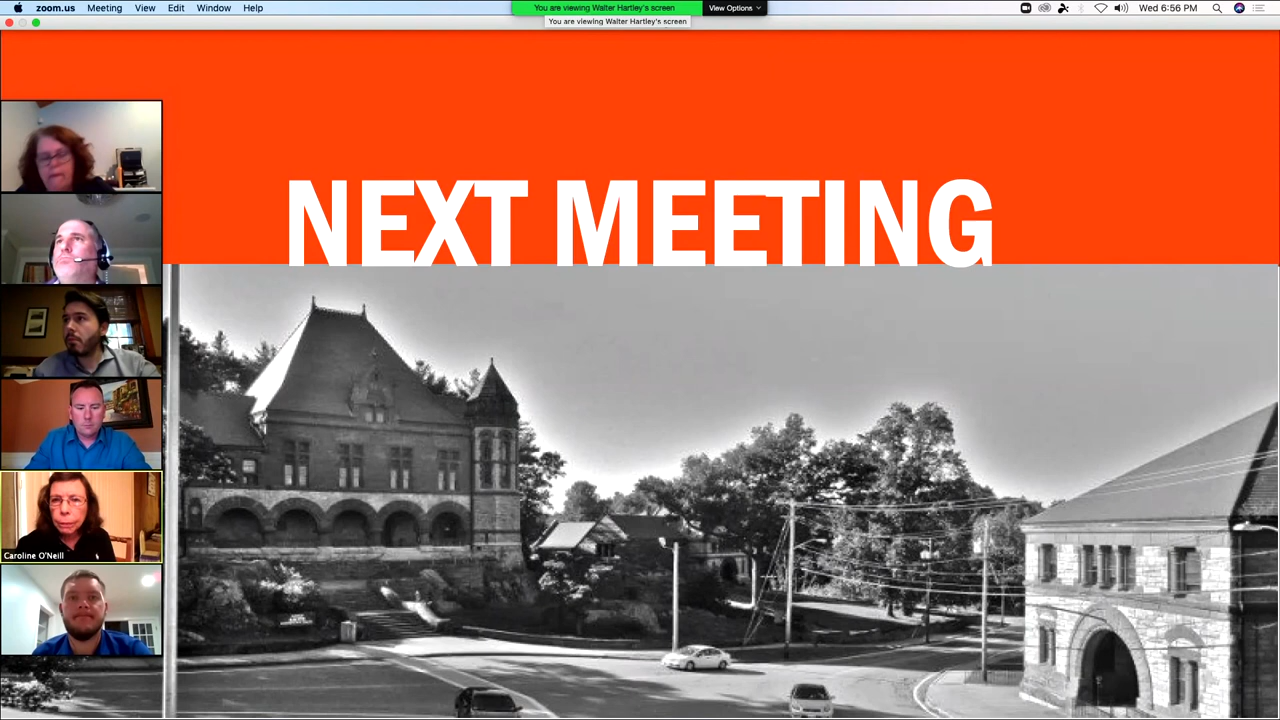 zoom.us Meeting View Edit Window Help You are viewing Walter Hartley's screen View Options Wed 6:56 PM
You are viewing Walter Hartley's screen
NEXT MEETING
Caroline O'Neill